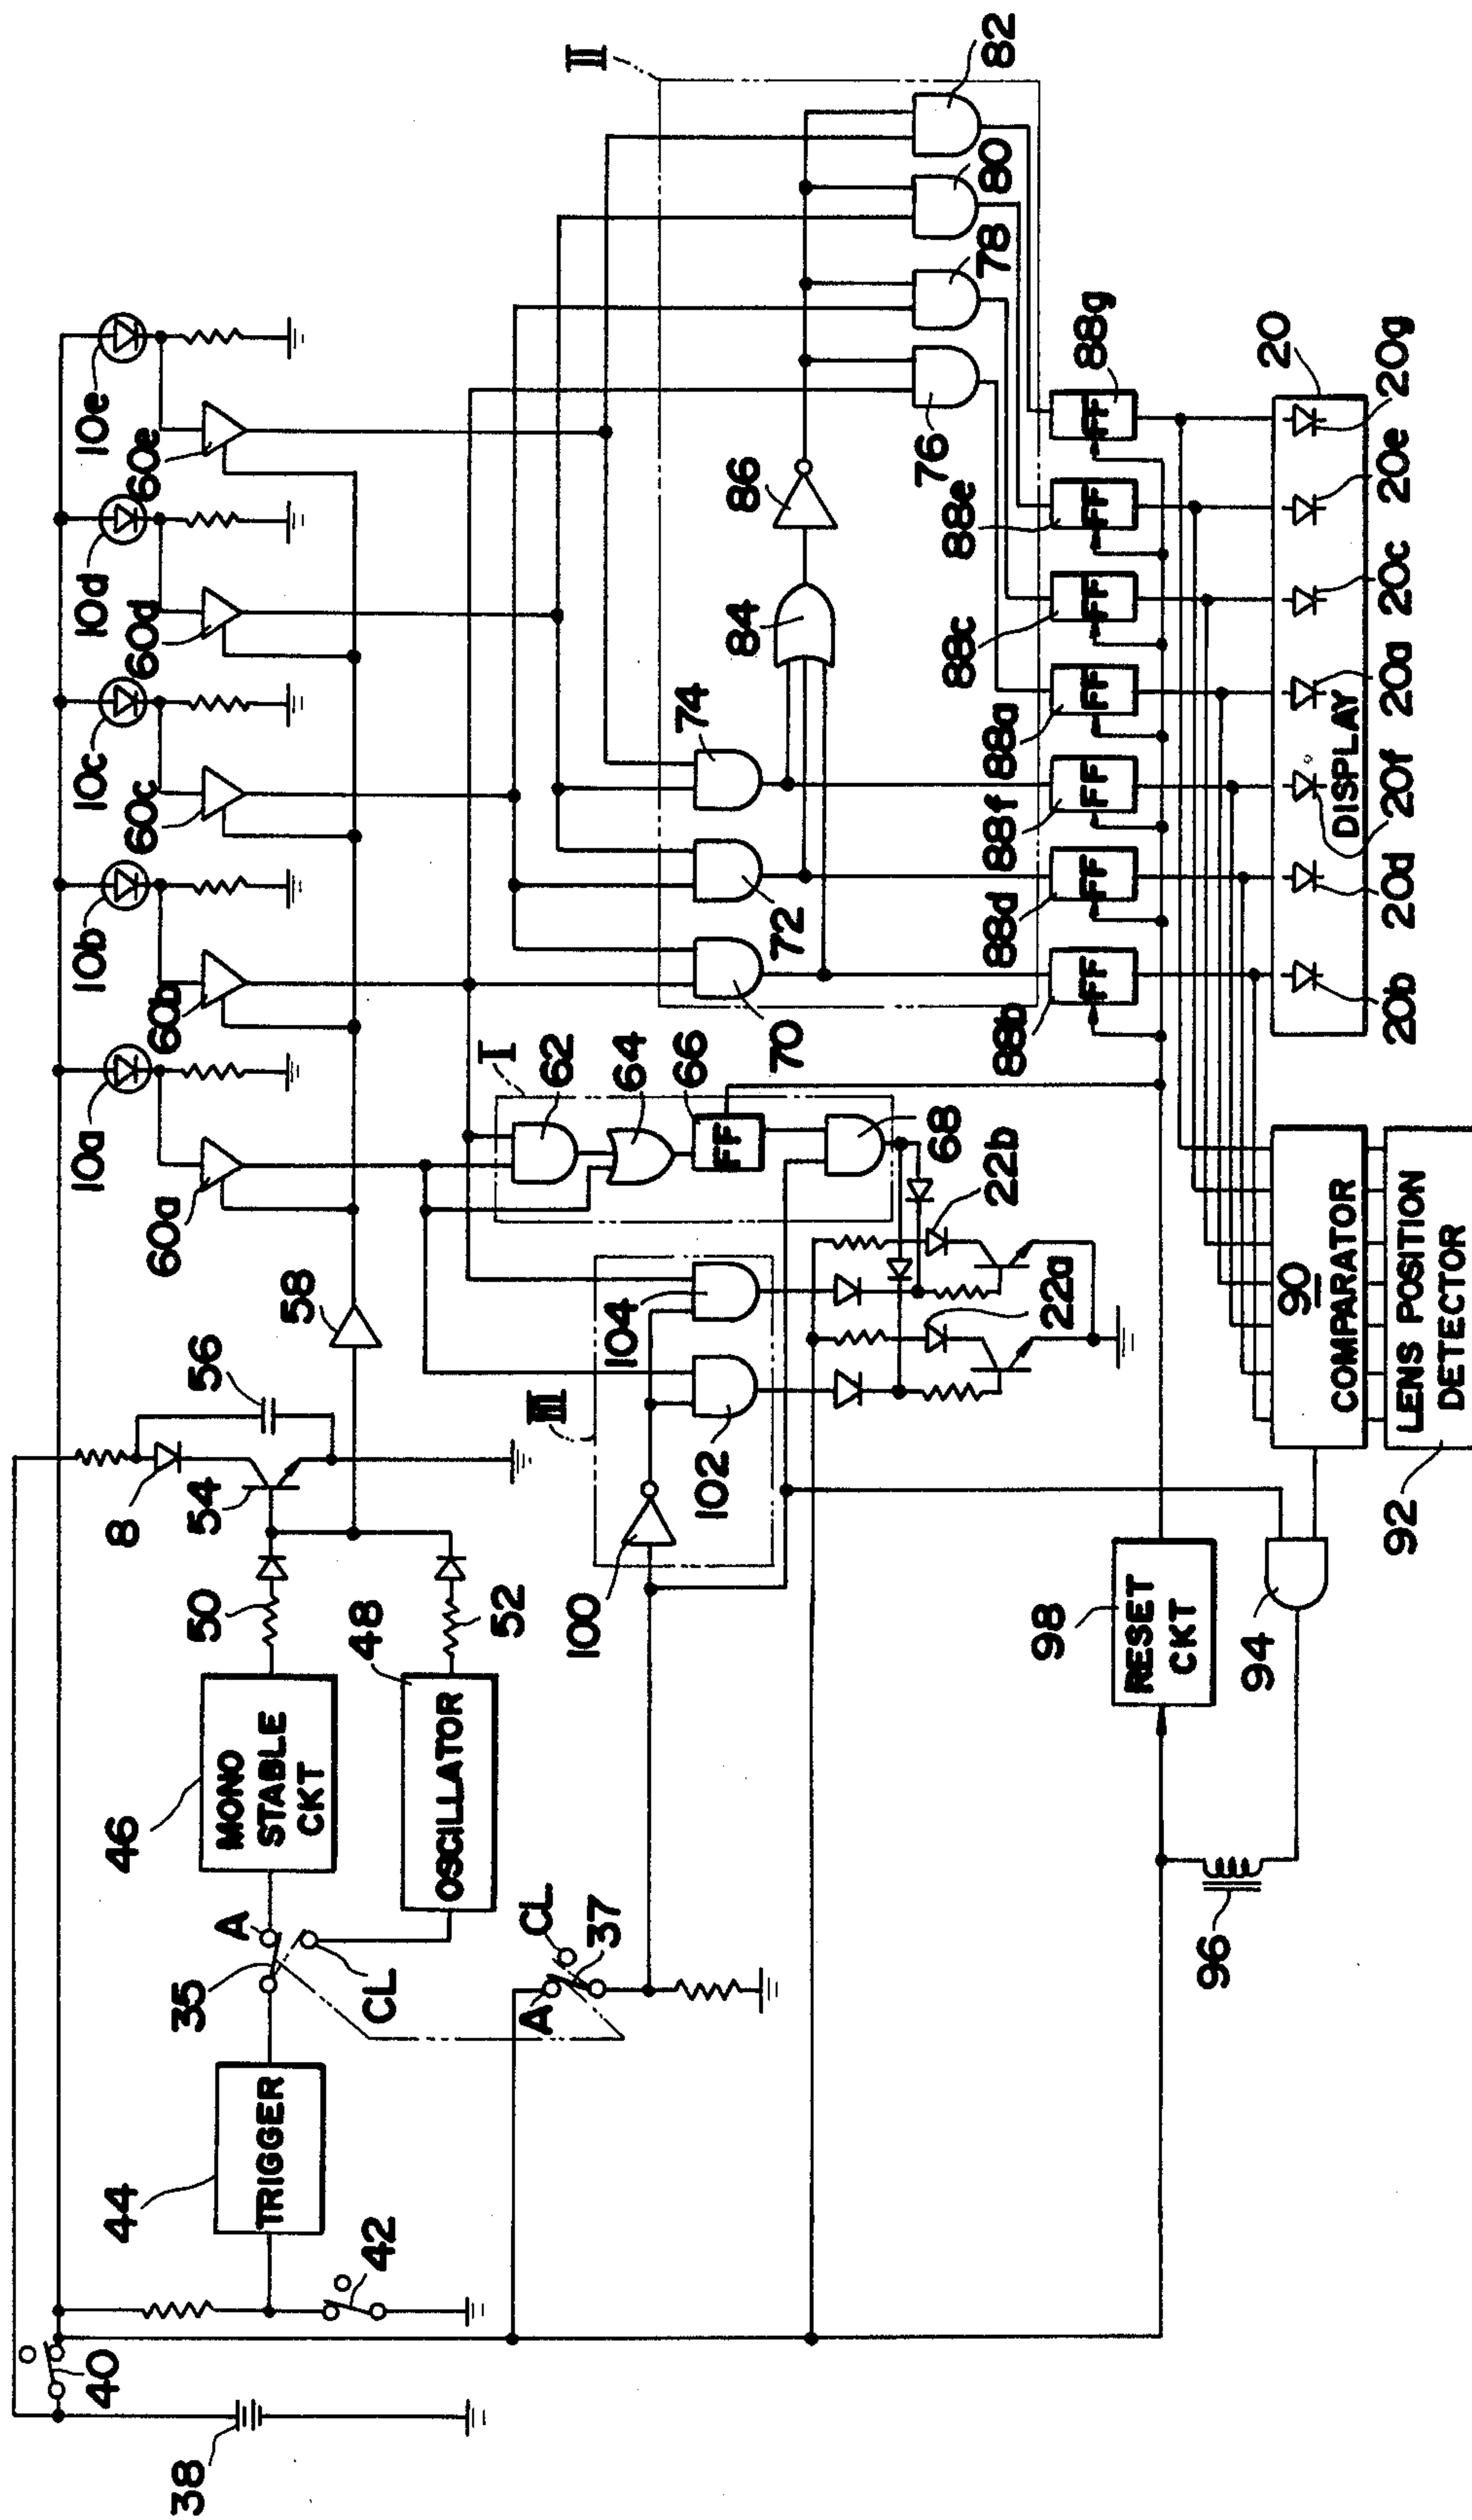 38
40
42
44
TRIGGER
35
A
CL
46
MONO
STABLE
CKT
48
OSCILLATOR
50
52
54
8
56
58
A
CL
37
10a
10b
10c
10d
10e
60a
60b
60c
60d
60e
I
62
64
66
FF
68
II
70
72
74
84
86
76
78
80
82
III
100
102
104
22a
22b
88b
88d
88f
88a
88c
88e
88g
FF
FF
FF
FF
FF
FF
FF
20
DISPLAY
20b
20d
20f
20a
20c
20e
20g
90
COMPARATOR
92
LENS POSITION
DETECTOR
94
96
98
RESET
CKT